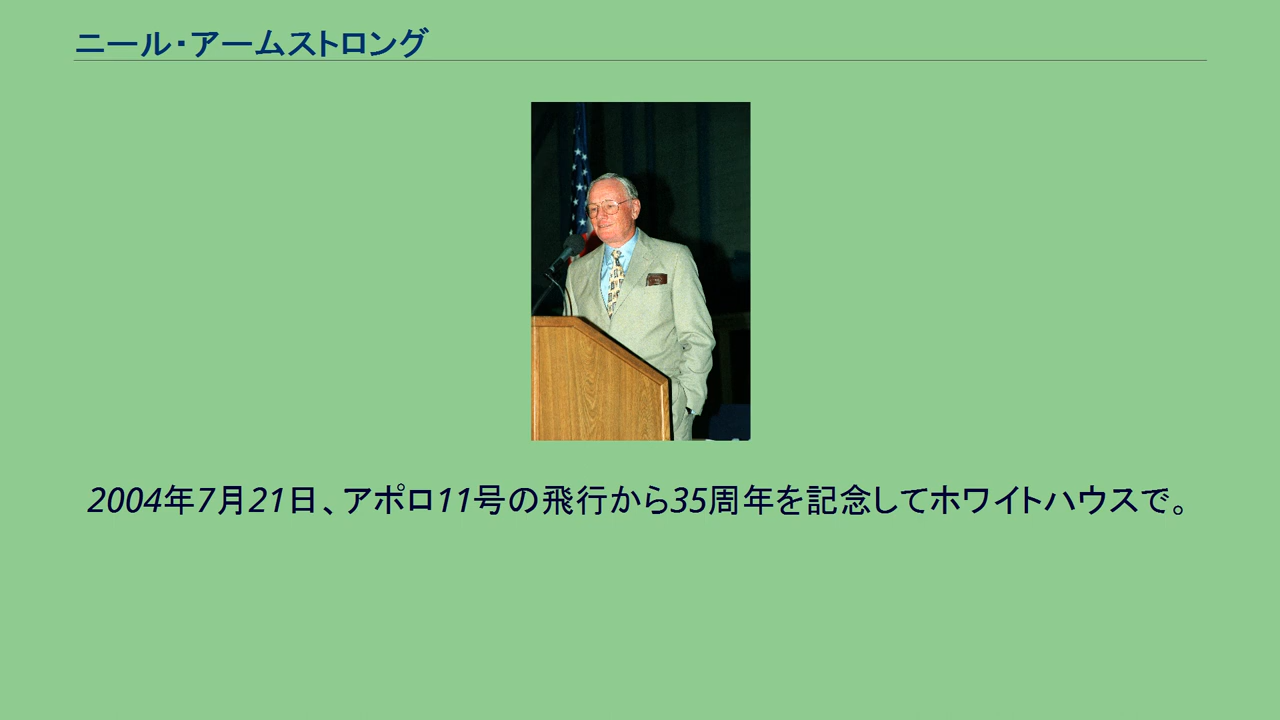 ニール・アームストロング
2004年7月21日、アポロ11号の飛行から35周年を記念してホワイトハウスで。